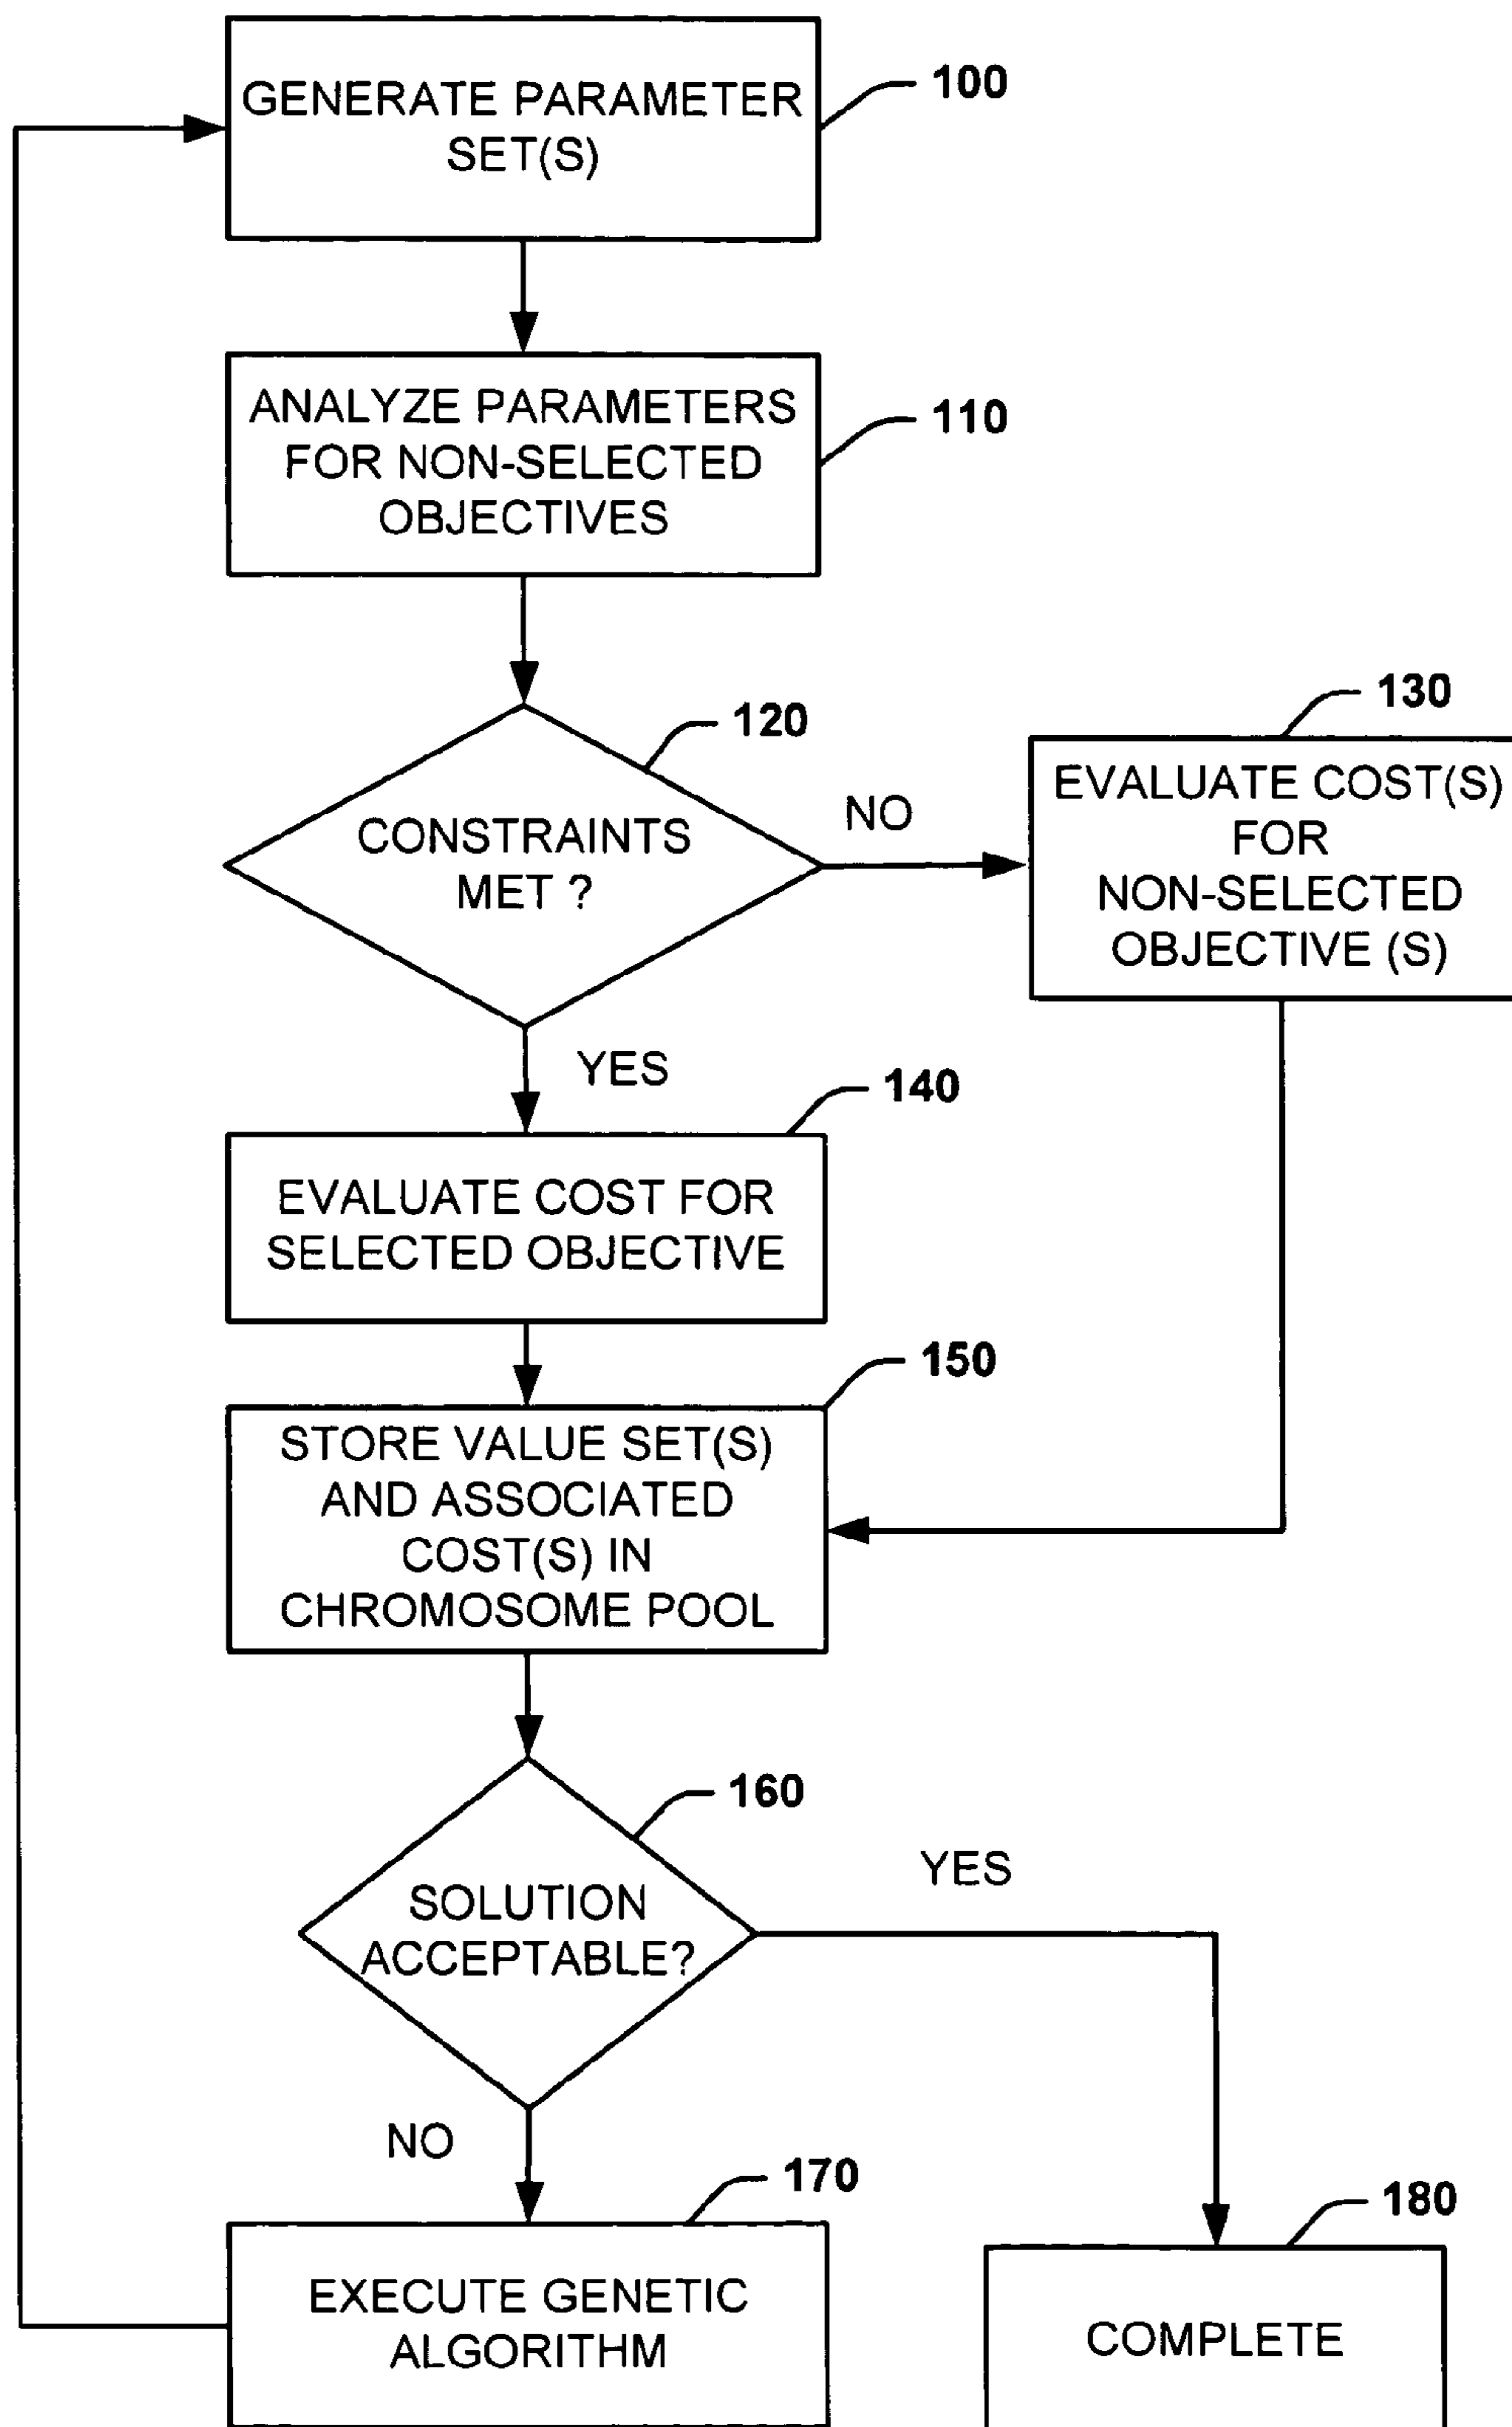 GENERATE PARAMETER
SET(S)
100
ANALYZE PARAMETERS
FOR NON-SELECTED
OBJECTIVES
110
120
CONSTRAINTS
MET ?
NO
130
EVALUATE COST(S)
FOR
NON-SELECTED
OBJECTIVE (S)
YES
140
EVALUATE COST FOR
SELECTED OBJECTIVE
150
STORE VALUE SET(S)
AND ASSOCIATED
COST(S) IN
CHROMOSOME POOL
160
SOLUTION
ACCEPTABLE?
YES
NO
170
EXECUTE GENETIC
ALGORITHM
180
COMPLETE